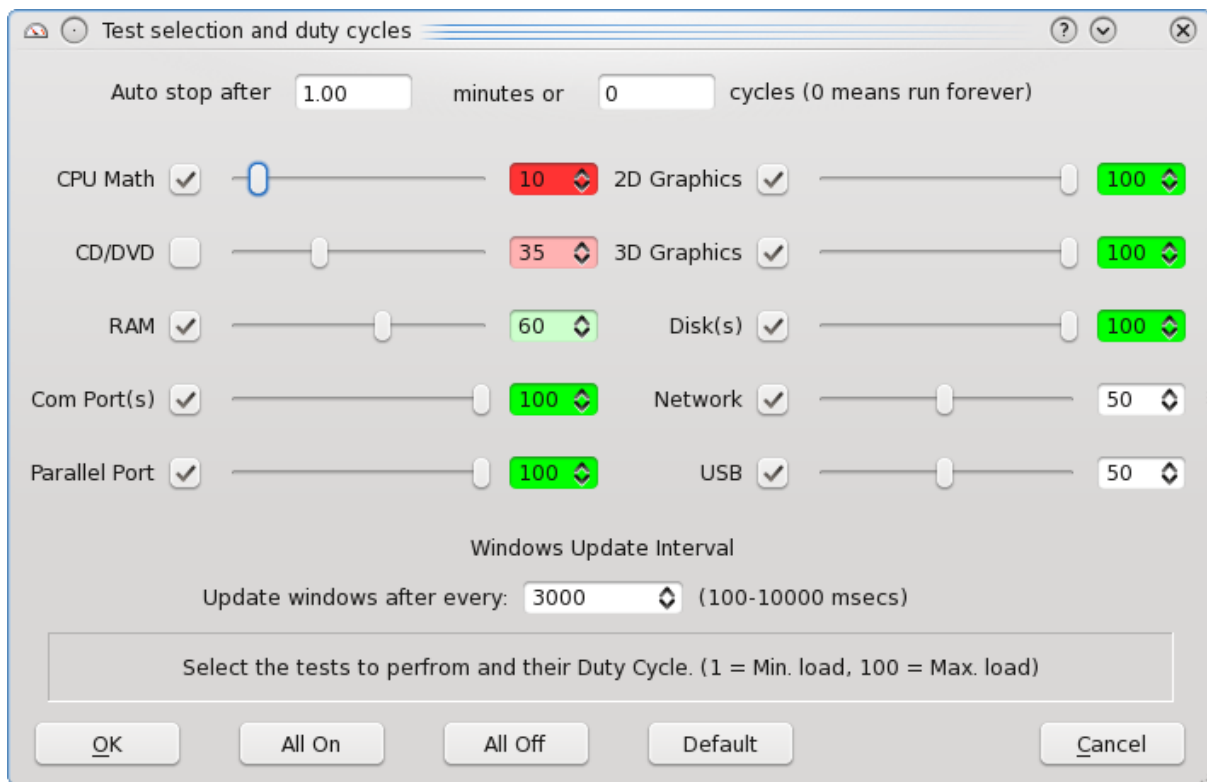 Test selection and duty cycles
Auto stop after 1.00 minutes or 0 cycles (0 means run forever)
CPU Math 10 2D Graphics 100
CD/DVD 35 3D Graphics 100
RAM 60 Disk(s) 100
Com Port(s) 100 Network 50
Parallel Port 100 USB 50
Windows Update Interval
Update windows after every: 3000 (100-10000 msecs)
Select the tests to perfrom and their Duty Cycle. (1 = Min. load, 100 = Max. load)
OK All On All Off Default Cancel